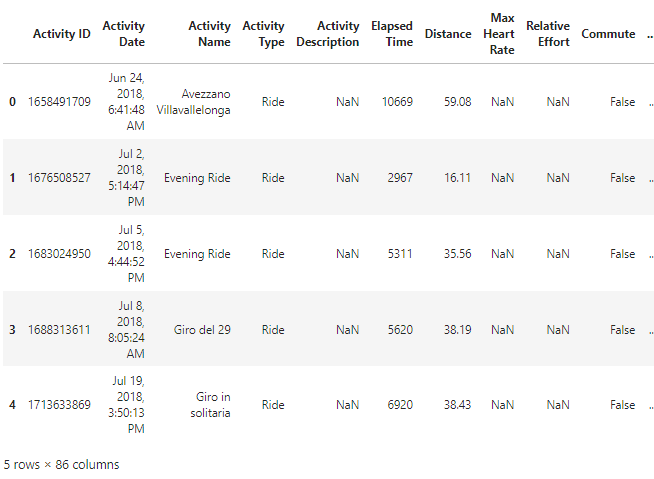 Activity ID Activity Date Activity Name Activity Type Activity Description Elapsed Time Distance Max Heart Rate Relative Effort Commute ..
0 1658491709 Jun 24, 2018, 6:41:48 AM Avezzano Villavallelonga Ride NaN 10669 59.08 NaN NaN False ..
1 1676508527 Jul 2, 2018, 5:14:47 PM Evening Ride Ride NaN 2967 16.11 NaN NaN False ..
2 1683024950 Jul 5, 2018, 4:44:52 PM Evening Ride Ride NaN 5311 35.56 NaN NaN False ..
3 1688313611 Jul 8, 2018, 8:05:24 AM Giro del 29 Ride NaN 5620 38.19 NaN NaN False ..
4 1713633869 Jul 19, 2018, 3:50:13 PM Giro in solitaria Ride NaN 6920 38.43 NaN NaN False ..
5 rows × 86 columns